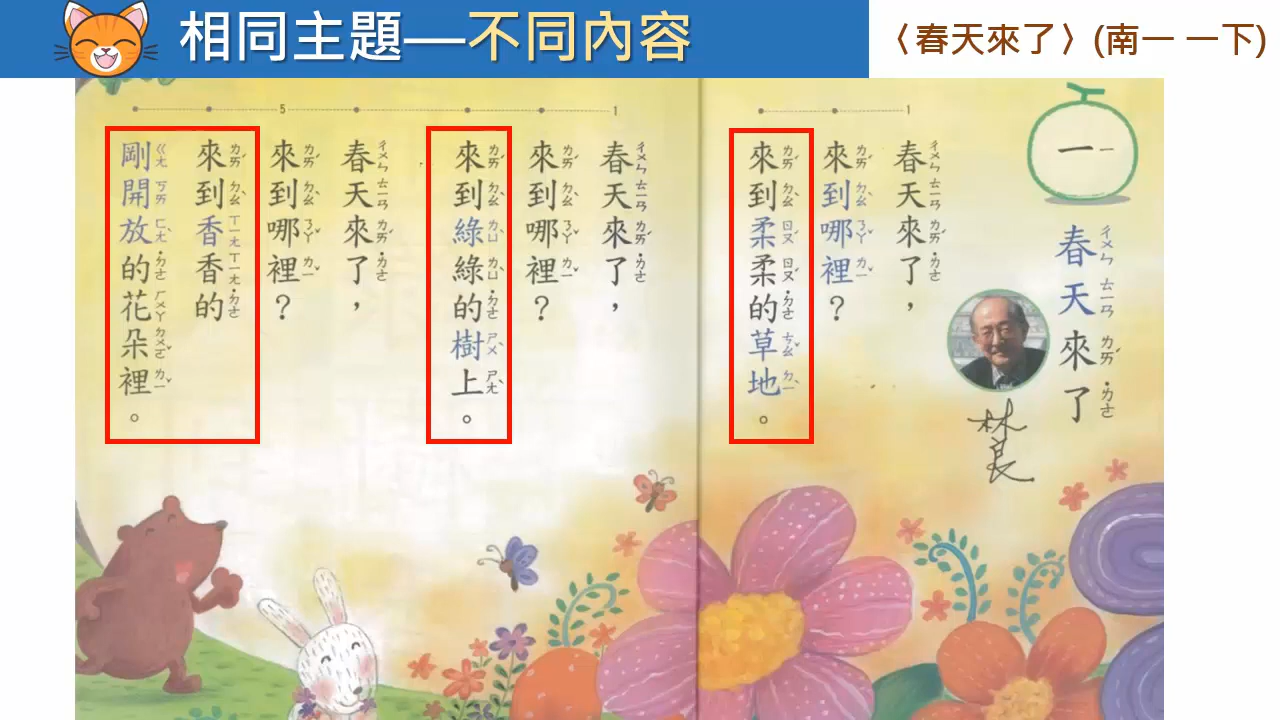 相同主題—不同內容
〈春天來了〉(南一 一下)
一
春天來了
林良
1
春天來了，
來到哪裡？
來到柔柔的草地。
1
春天來了，
來到哪裡？
來到綠綠的樹上。
5
春天來了，
來到哪裡？
來到香香的
剛開放的花朵裡。